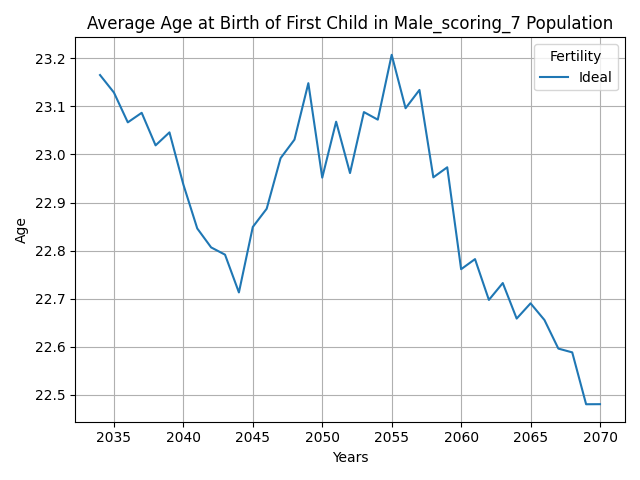 Average Age at Birth of First Child in Male_scoring_7 Population
Fertility
Ideal
23.2
23.1
23.0
22.9
22.8
22.7
22.6
22.5
Age
2035 2040 2045 2050 2055 2060 2065 2070
Years